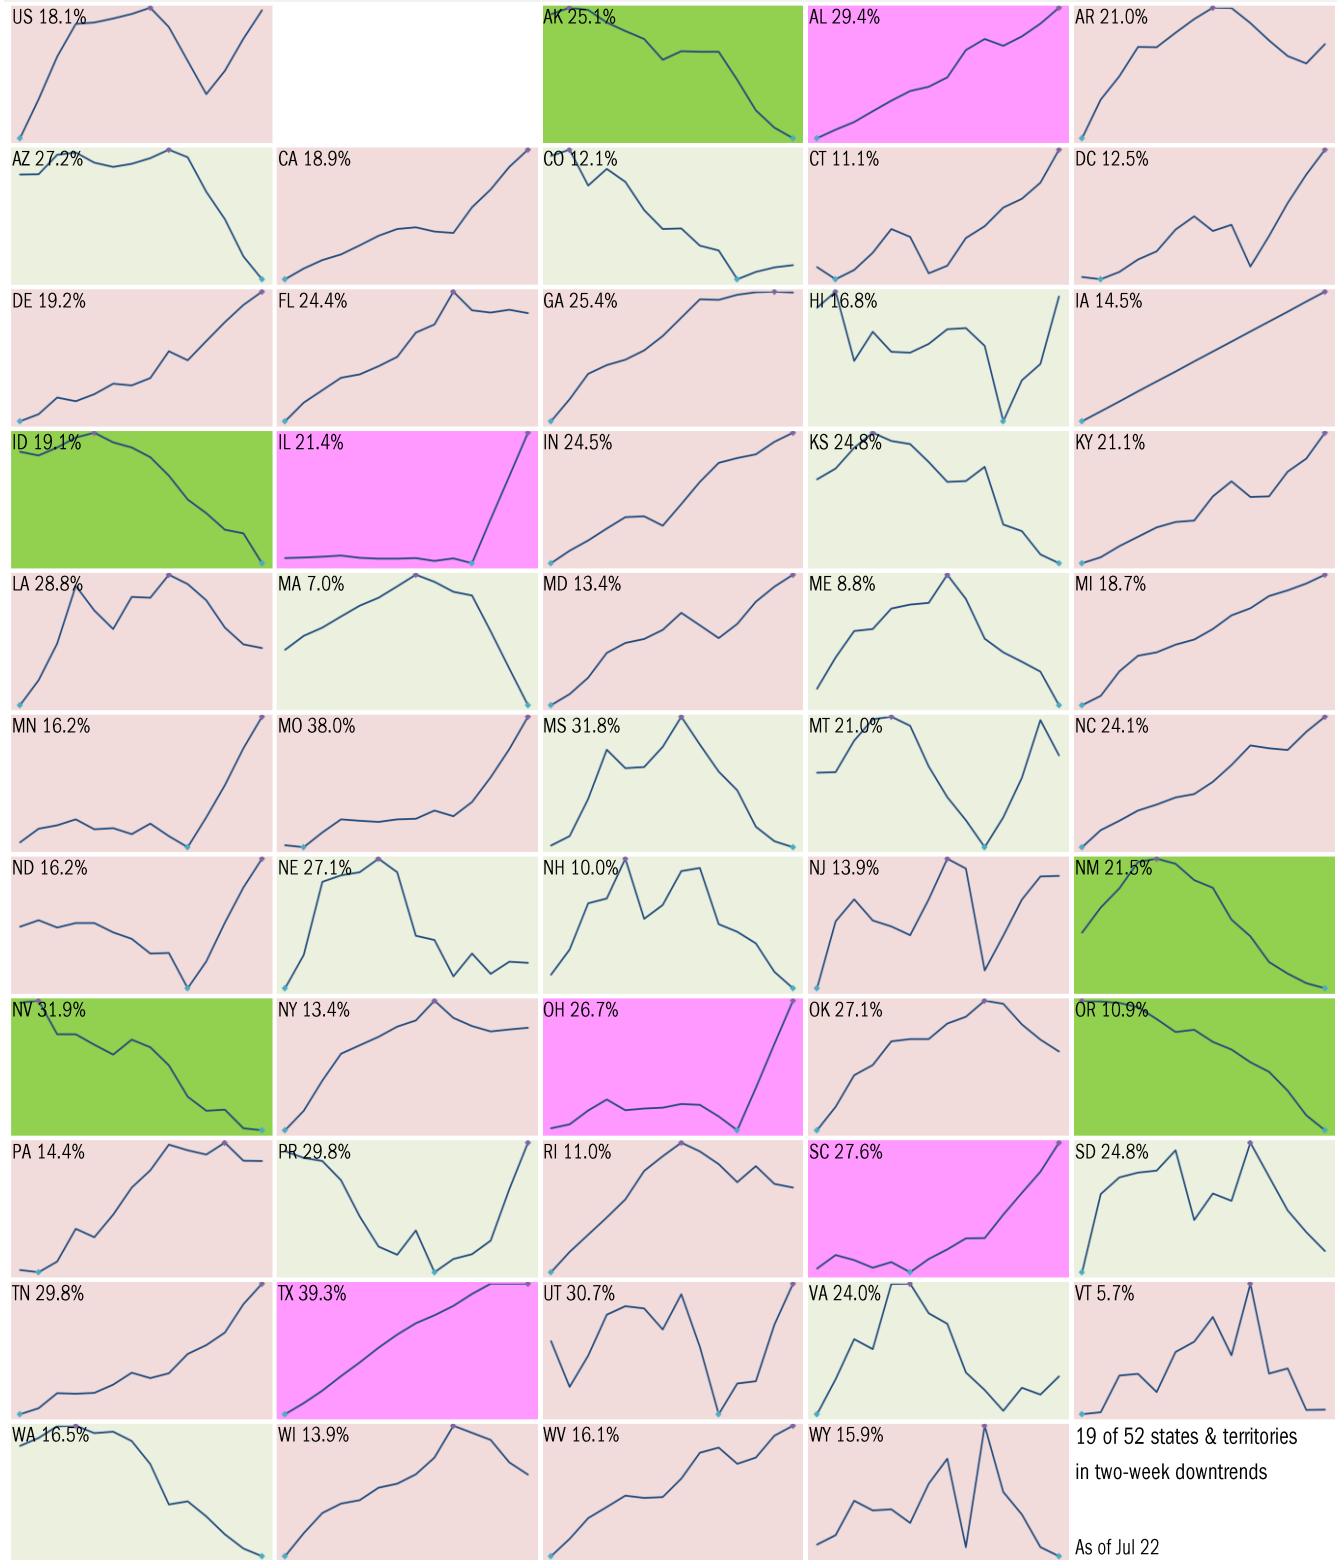 US 18.1%
AK 25.1%
AL 29.4%
AR 21.0%
AZ 27.2%
CA 18.9%
CO 12.1%
CT 11.1%
DC 12.5%
DE 19.2%
FL 24.4%
GA 25.4%
HI 16.8%
IA 14.5%
ID 19.1%
IL 21.4%
IN 24.5%
KS 24.8%
KY 21.1%
LA 28.8%
MA 7.0%
MD 13.4%
ME 8.8%
MI 18.7%
MN 16.2%
MO 38.0%
MS 31.8%
MT 21.0%
NC 24.1%
ND 16.2%
NE 27.1%
NH 10.0%
NJ 13.9%
NM 21.5%
NV 31.9%
NY 13.4%
OH 26.7%
OK 27.1%
OR 10.9%
PA 14.4%
PR 29.8%
RI 11.0%
SC 27.6%
SD 24.8%
TN 29.8%
TX 39.3%
UT 30.7%
VA 24.0%
VT 5.7%
WA 16.5%
WI 13.9%
WV 16.1%
WY 15.9%
19 of 52 states & territories
in two-week downtrends
As of Jul 22